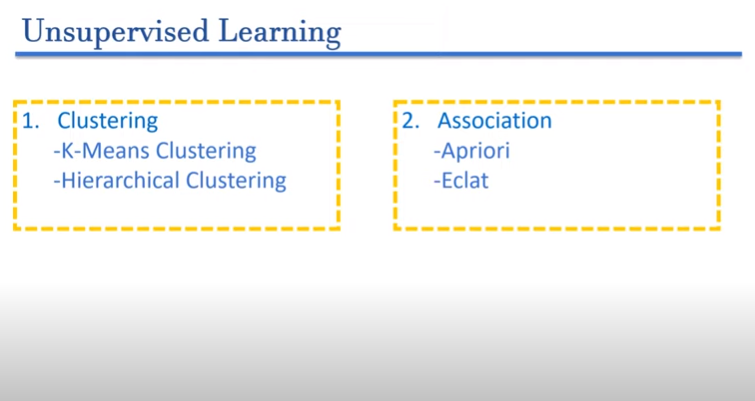 Unsupervised Learning
1. Clustering
-K-Means Clustering
-Hierarchical Clustering
2. Association
-Apriori
-Eclat